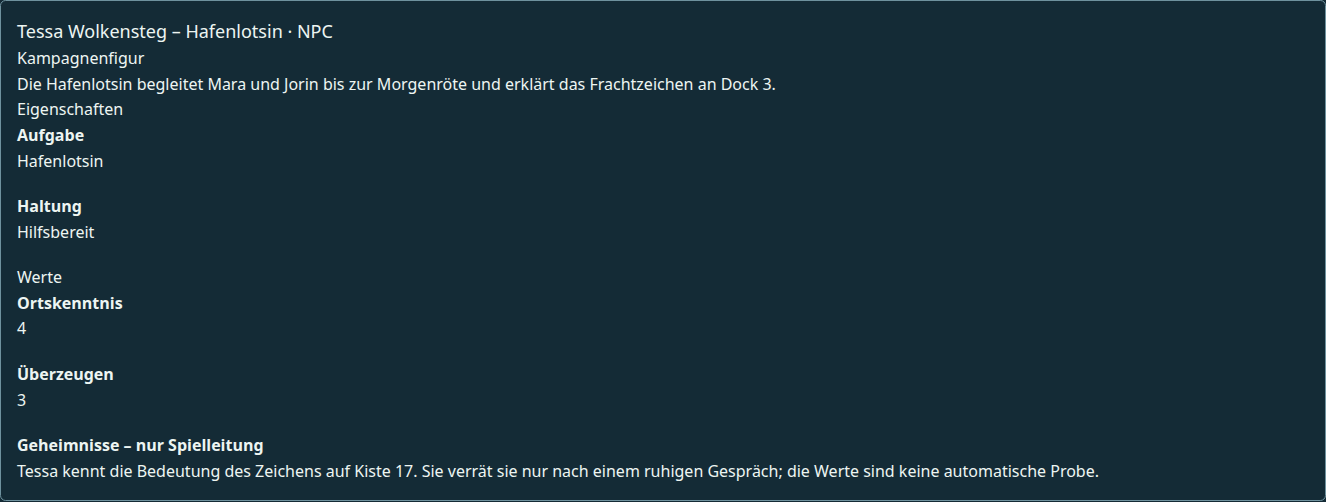 Tessa Wolkensteg – Hafenlotsin · NPC
Kampagnenfigur
Die Hafenlotsin begleitet Mara und Jorin bis zur Morgenröte und erklärt das Frachtzeichen an Dock 3.
Eigenschaften
Aufgabe
Hafenlotsin
Haltung
Hilfsbereit
Werte
Ortskenntnis
4
Überzeugen
3
Geheimnisse – nur Spielleitung
Tessa kennt die Bedeutung des Zeichens auf Kiste 17. Sie verrät sie nur nach einem ruhigen Gespräch; die Werte sind keine automatische Probe.